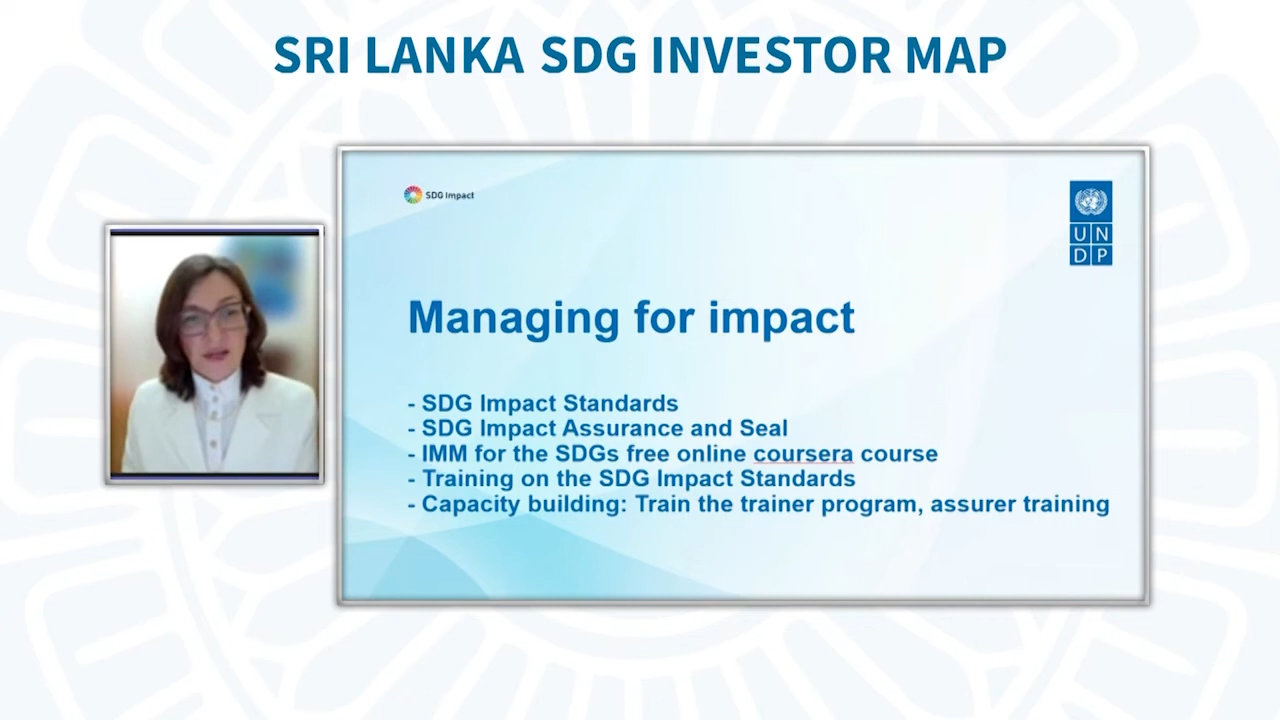 SRI LANKA SDG INVESTOR MAP
SDG Impact
UN
DP
Managing for impact
- SDG Impact Standards
- SDG Impact Assurance and Seal
- IMM for the SDGs free online coursera course
- Training on the SDG Impact Standards
- Capacity building: Train the trainer program, assurer training